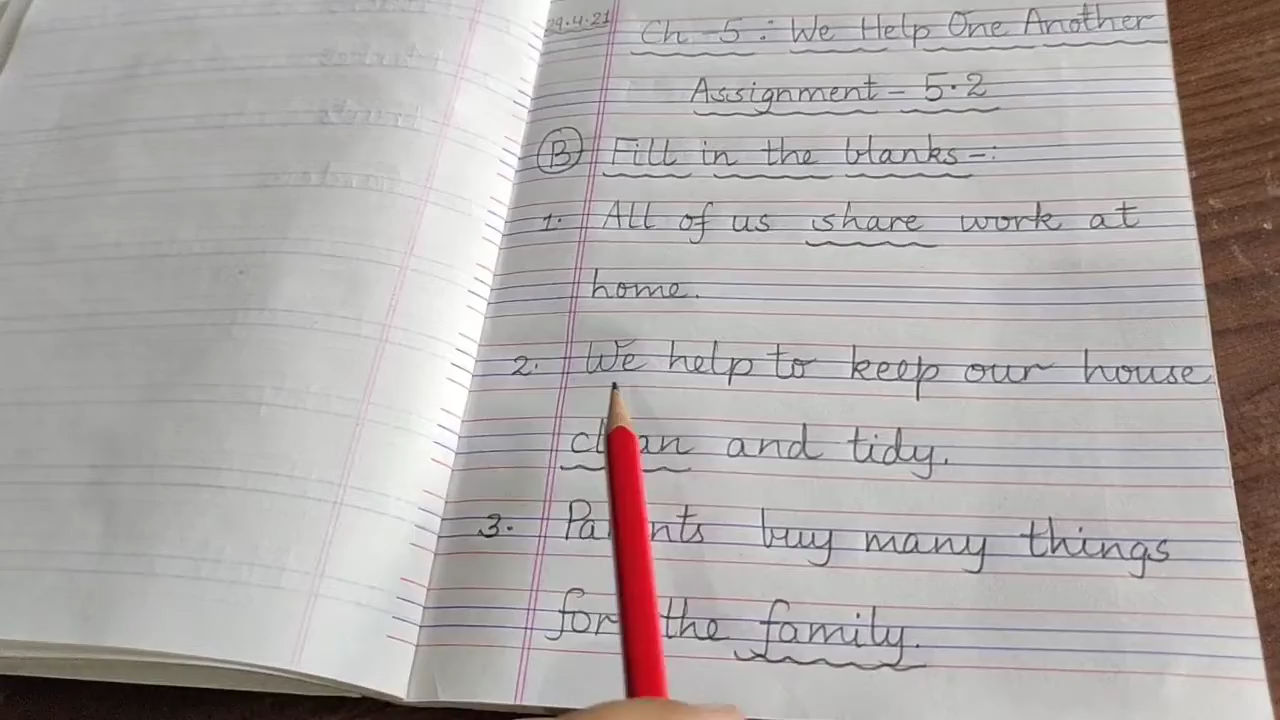 29.4.21
Ch-5: We Help One Another
Assignment - 5.2
B Fill in the blanks-:
1. All of us share work at
home.
2. We help to keep our house
clean and tidy.
3. Parents buy many things
for the family.